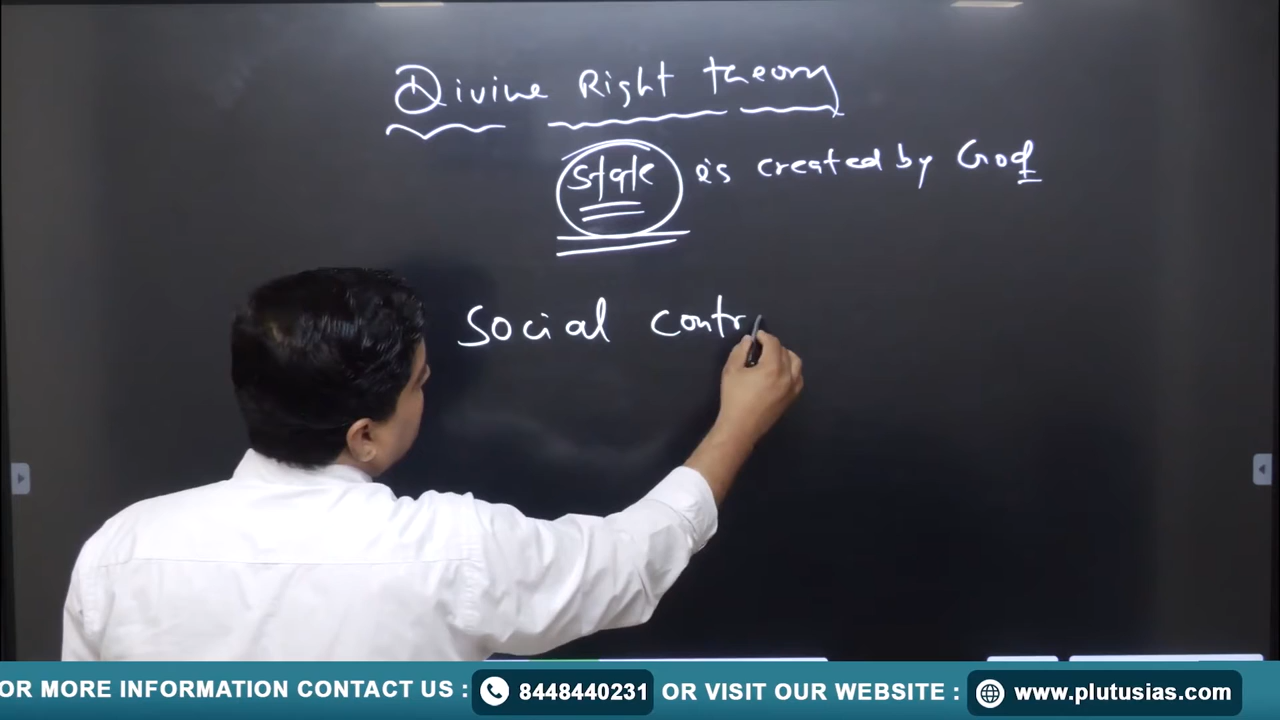 Divine Right theory
state is created by God
Social contr
OR MORE INFORMATION CONTACT US : 8448440231 OR VISIT OUR WEBSITE : www.plutusias.com